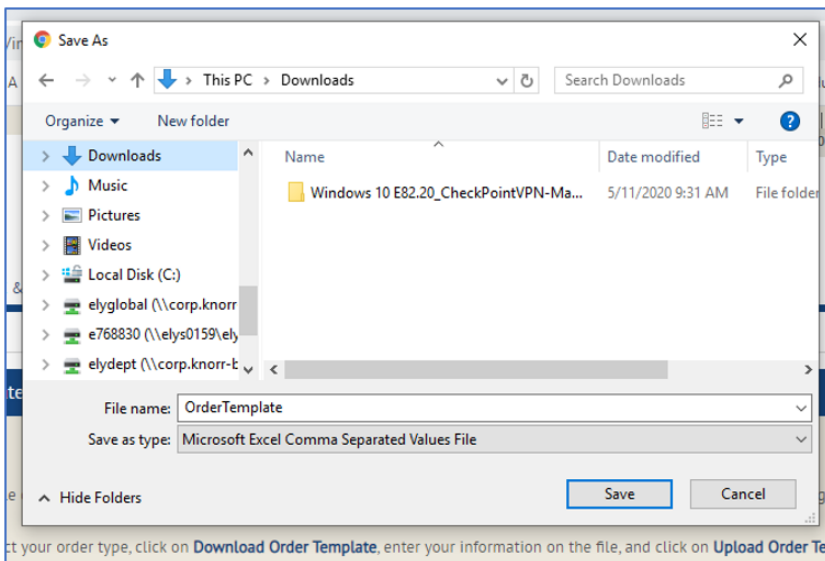 Save As
This PC > Downloads
Search Downloads
Organize
New folder
Downloads
Music
Pictures
Videos
Local Disk (C:)
elyglobal (\\corp.knorr
e768830 (\\elys0159\ely
elydept (\\corp.knorr-b
Name Date modified Type
Windows 10 E82.20_CheckPointVPN-Ma... 5/11/2020 9:31 AM File folder
File name: OrderTemplate
Save as type: Microsoft Excel Comma Separated Values File
Hide Folders
Save
Cancel
ct your order type, click on Download Order Template, enter your information on the file, and click on Upload Order Te